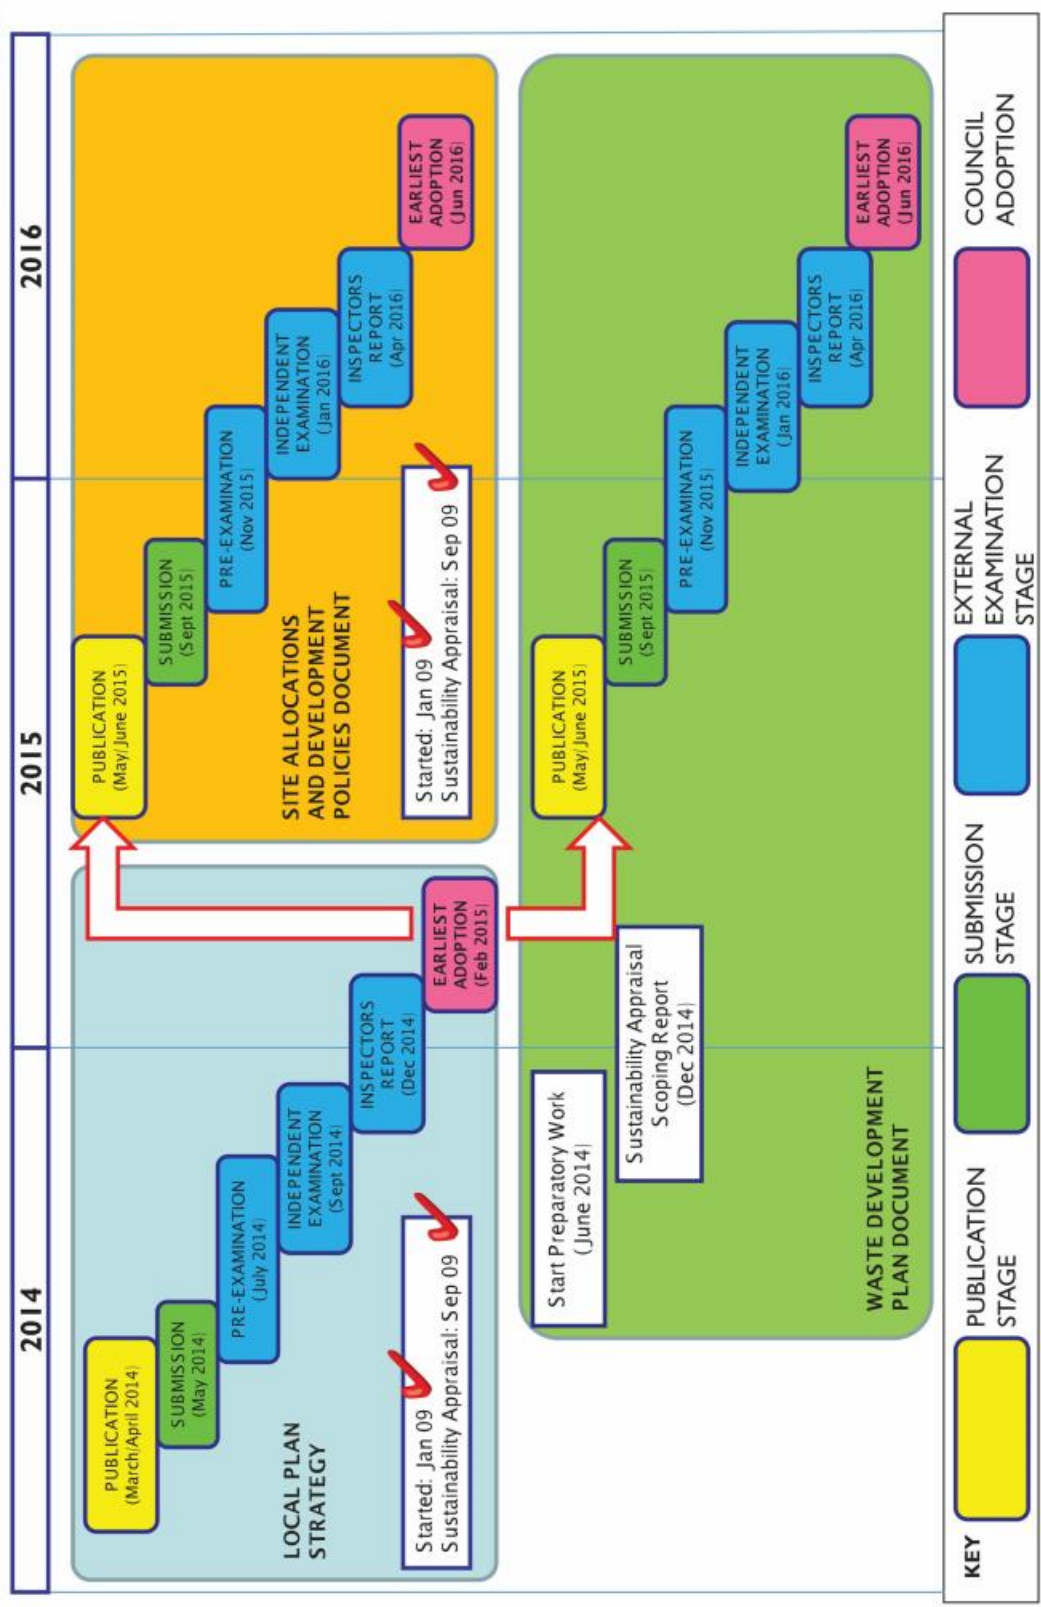 2014
2015
2016
PUBLICATION
(March/April 2014)
SUBMISSION
(May 2014)
PRE-EXAMINATION
(July 2014)
INDEPENDENT
EXAMINATION
(Sept 2014)
INSPECTORS
REPORT
(Dec 2014)
EARLIEST
ADOPTION
(Feb 2015)
LOCAL PLAN
STRATEGY
Started: Jan 09
Sustainability Appraisal: Sep 09
PUBLICATION
(May/June 2015)
SUBMISSION
(Sept 2015)
PRE-EXAMINATION
(Nov 2015)
INDEPENDENT
EXAMINATION
(Jan 2016)
INSPECTORS
REPORT
(Apr 2016)
EARLIEST
ADOPTION
(Jun 2016)
SITE ALLOCATIONS
AND DEVELOPMENT
POLICIES DOCUMENT
Started: Jan 09
Sustainability Appraisal: Sep 09
Start Preparatory Work
(June 2014)
Sustainability Appraisal
Scoping Report
(Dec 2014)
PUBLICATION
(May/June 2015)
SUBMISSION
(Sept 2015)
PRE-EXAMINATION
(Nov 2015)
INDEPENDENT
EXAMINATION
(Jan 2016)
INSPECTORS
REPORT
(Apr 2016)
EARLIEST
ADOPTION
(Jun 2016)
WASTE DEVELOPMENT
PLAN DOCUMENT
KEY
PUBLICATION
STAGE
SUBMISSION
STAGE
EXTERNAL
EXAMINATION
STAGE
COUNCIL
ADOPTION